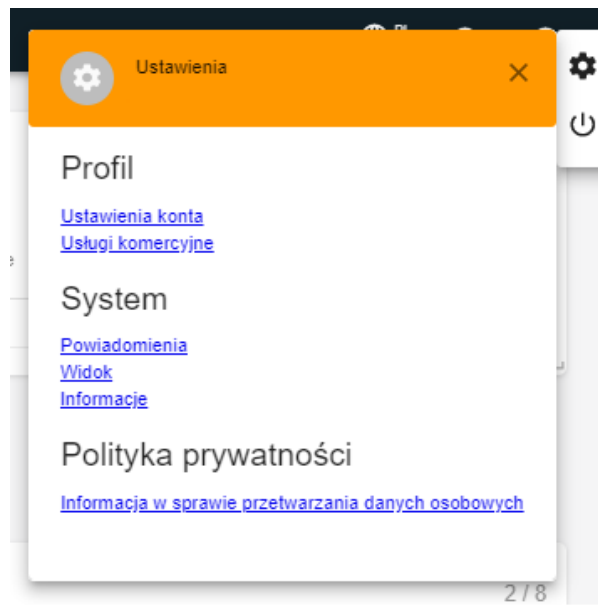 Ustawienia
Profil
Ustawienia konta
Usługi komercyjne
System
Powiadomienia
Widok
Informacje
Polityka prywatności
Informacja w sprawie przetwarzania danych osobowych
2 / 8